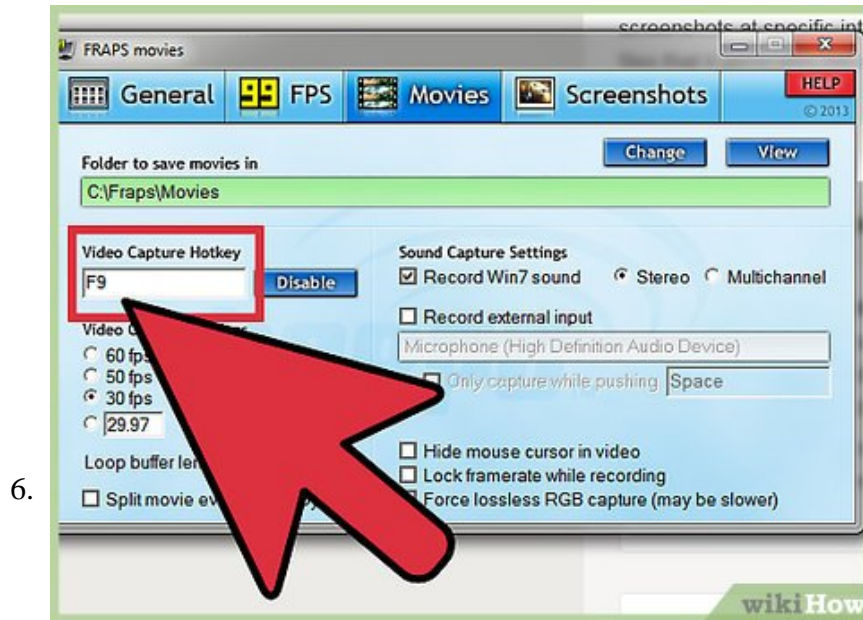 screenshots at specific
FRAPS movies
General 99 FPS Movies Screenshots HELP
© 2013
Folder to save movies in Change View
C:\Fraps\Movies
Video Capture Hotkey
F9 Disable
Video
60 fps
50 fps
30 fps
29.97
Loop buffer
Split movie
Sound Capture Settings
Record Win7 sound Stereo Multichannel
Record external input
Microphone (High Definition Audio Device)
Only capture while pushing Space
Hide mouse cursor in video
Lock framerate while recording
Force lossless RGB capture (may be slower)
6.
wikiHow